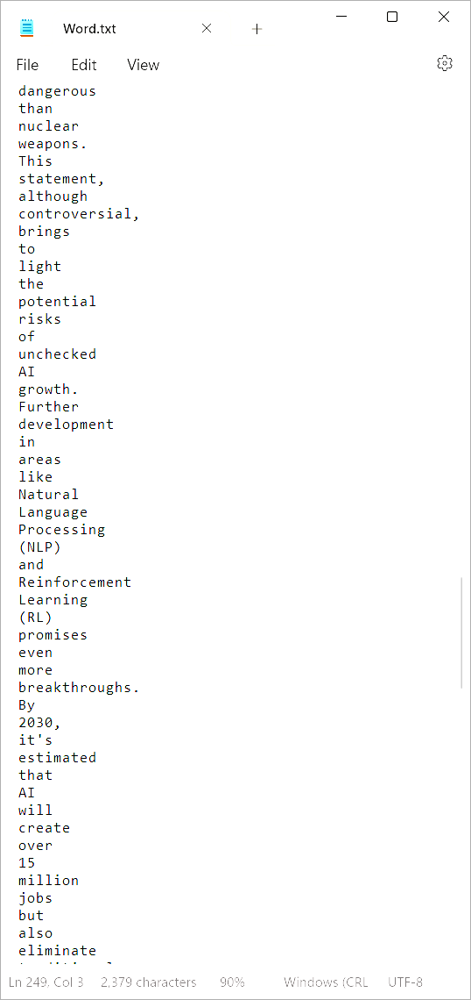 Word.txt
File Edit View
dangerous
than
nuclear
weapons.
This
statement,
although
controversial,
brings
to
light
the
potential
risks
of
unchecked
AI
growth.
Further
development
in
areas
like
Natural
Language
Processing
(NLP)
and
Reinforcement
Learning
(RL)
promises
even
more
breakthroughs.
By
2030,
it's
estimated
that
AI
will
create
over
15
million
jobs
but
also
eliminate
Ln 249, Col 3 2,379 characters 90% Windows (CRL UTF-8